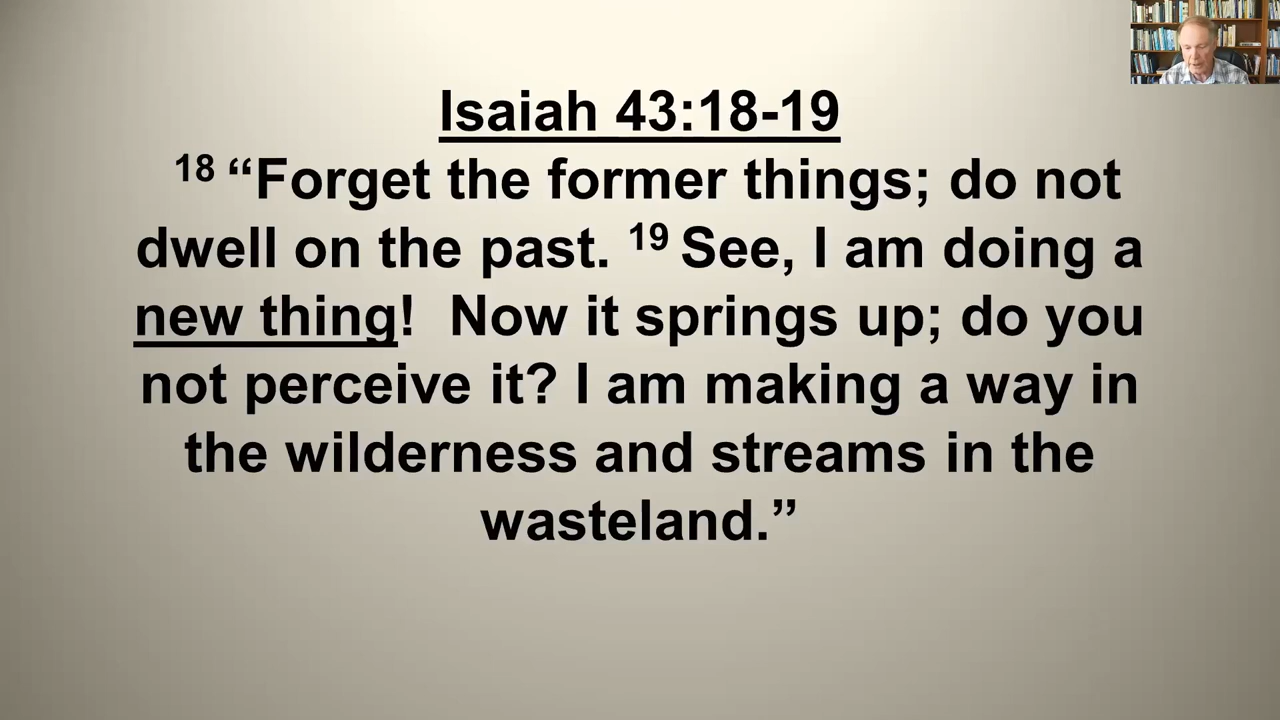 Isaiah 43:18-19
18 “Forget the former things; do not
dwell on the past. 19 See, I am doing a
new thing!  Now it springs up; do you
not perceive it? I am making a way in
the wilderness and streams in the
wasteland.”